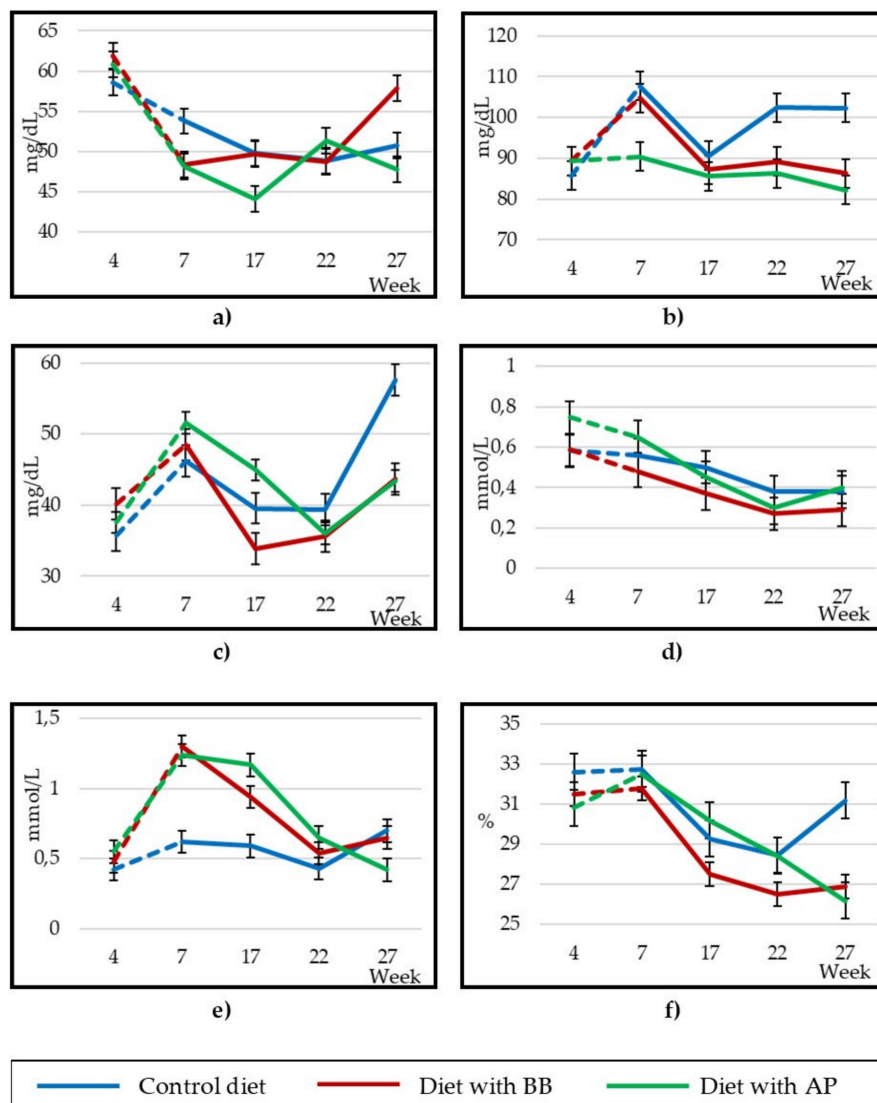 65
60
55
50
45
40
mg/dL
4 7 17 22 27
Week
a)
120
110
100
90
80
70
mg/dL
4 7 17 22 27
Week
b)
60
50
40
30
mg/dL
4 7 17 22 27
Week
c)
1
0,8
0,6
0,4
0,2
0
mmol/L
4 7 17 22 27
Week
d)
1,5
1
0,5
0
mmol/L
4 7 17 22 27
Week
e)
35
33
31
29
27
25
%
4 7 17 22 27
Week
f)
Control diet Diet with BB Diet with AP